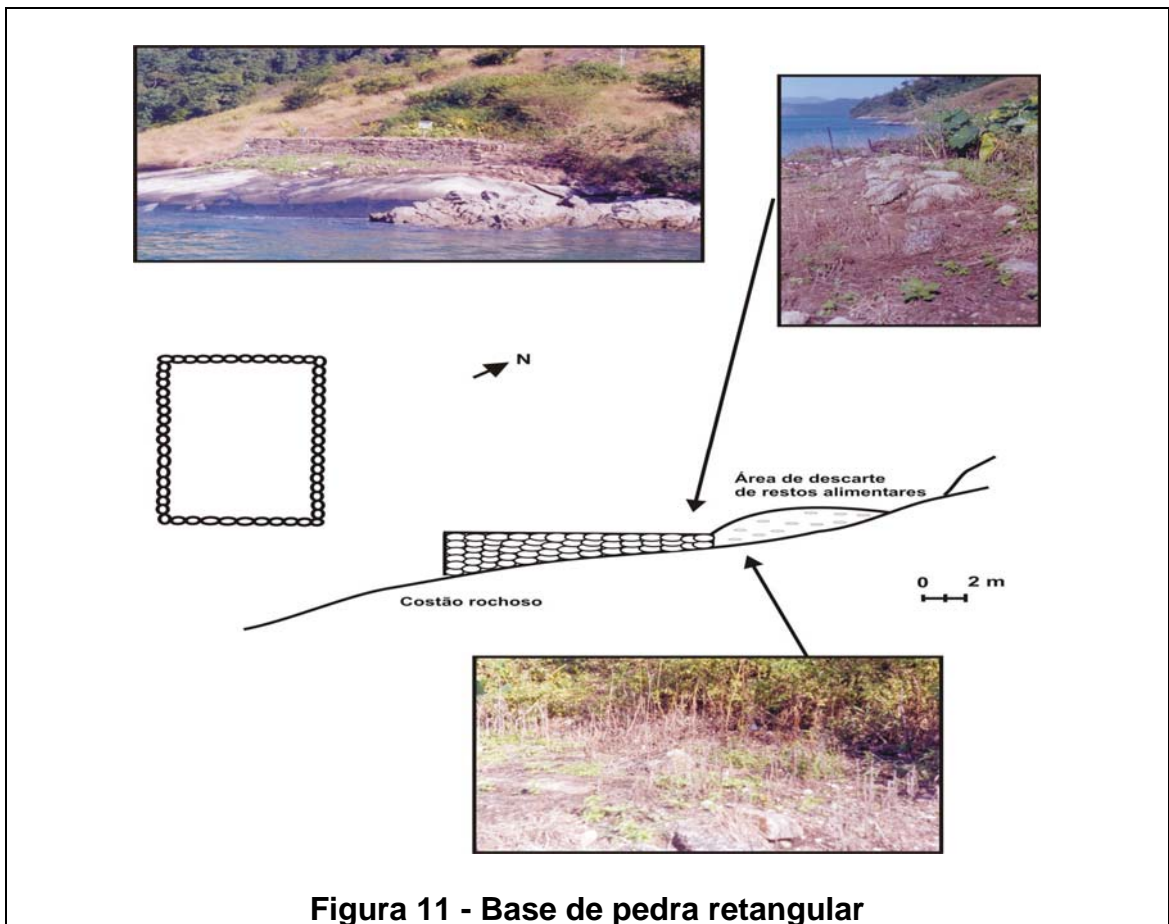 N
Área de descarte
de restos alimentares
0 2 m
Costão rochoso
Figura 11 - Base de pedra retangular